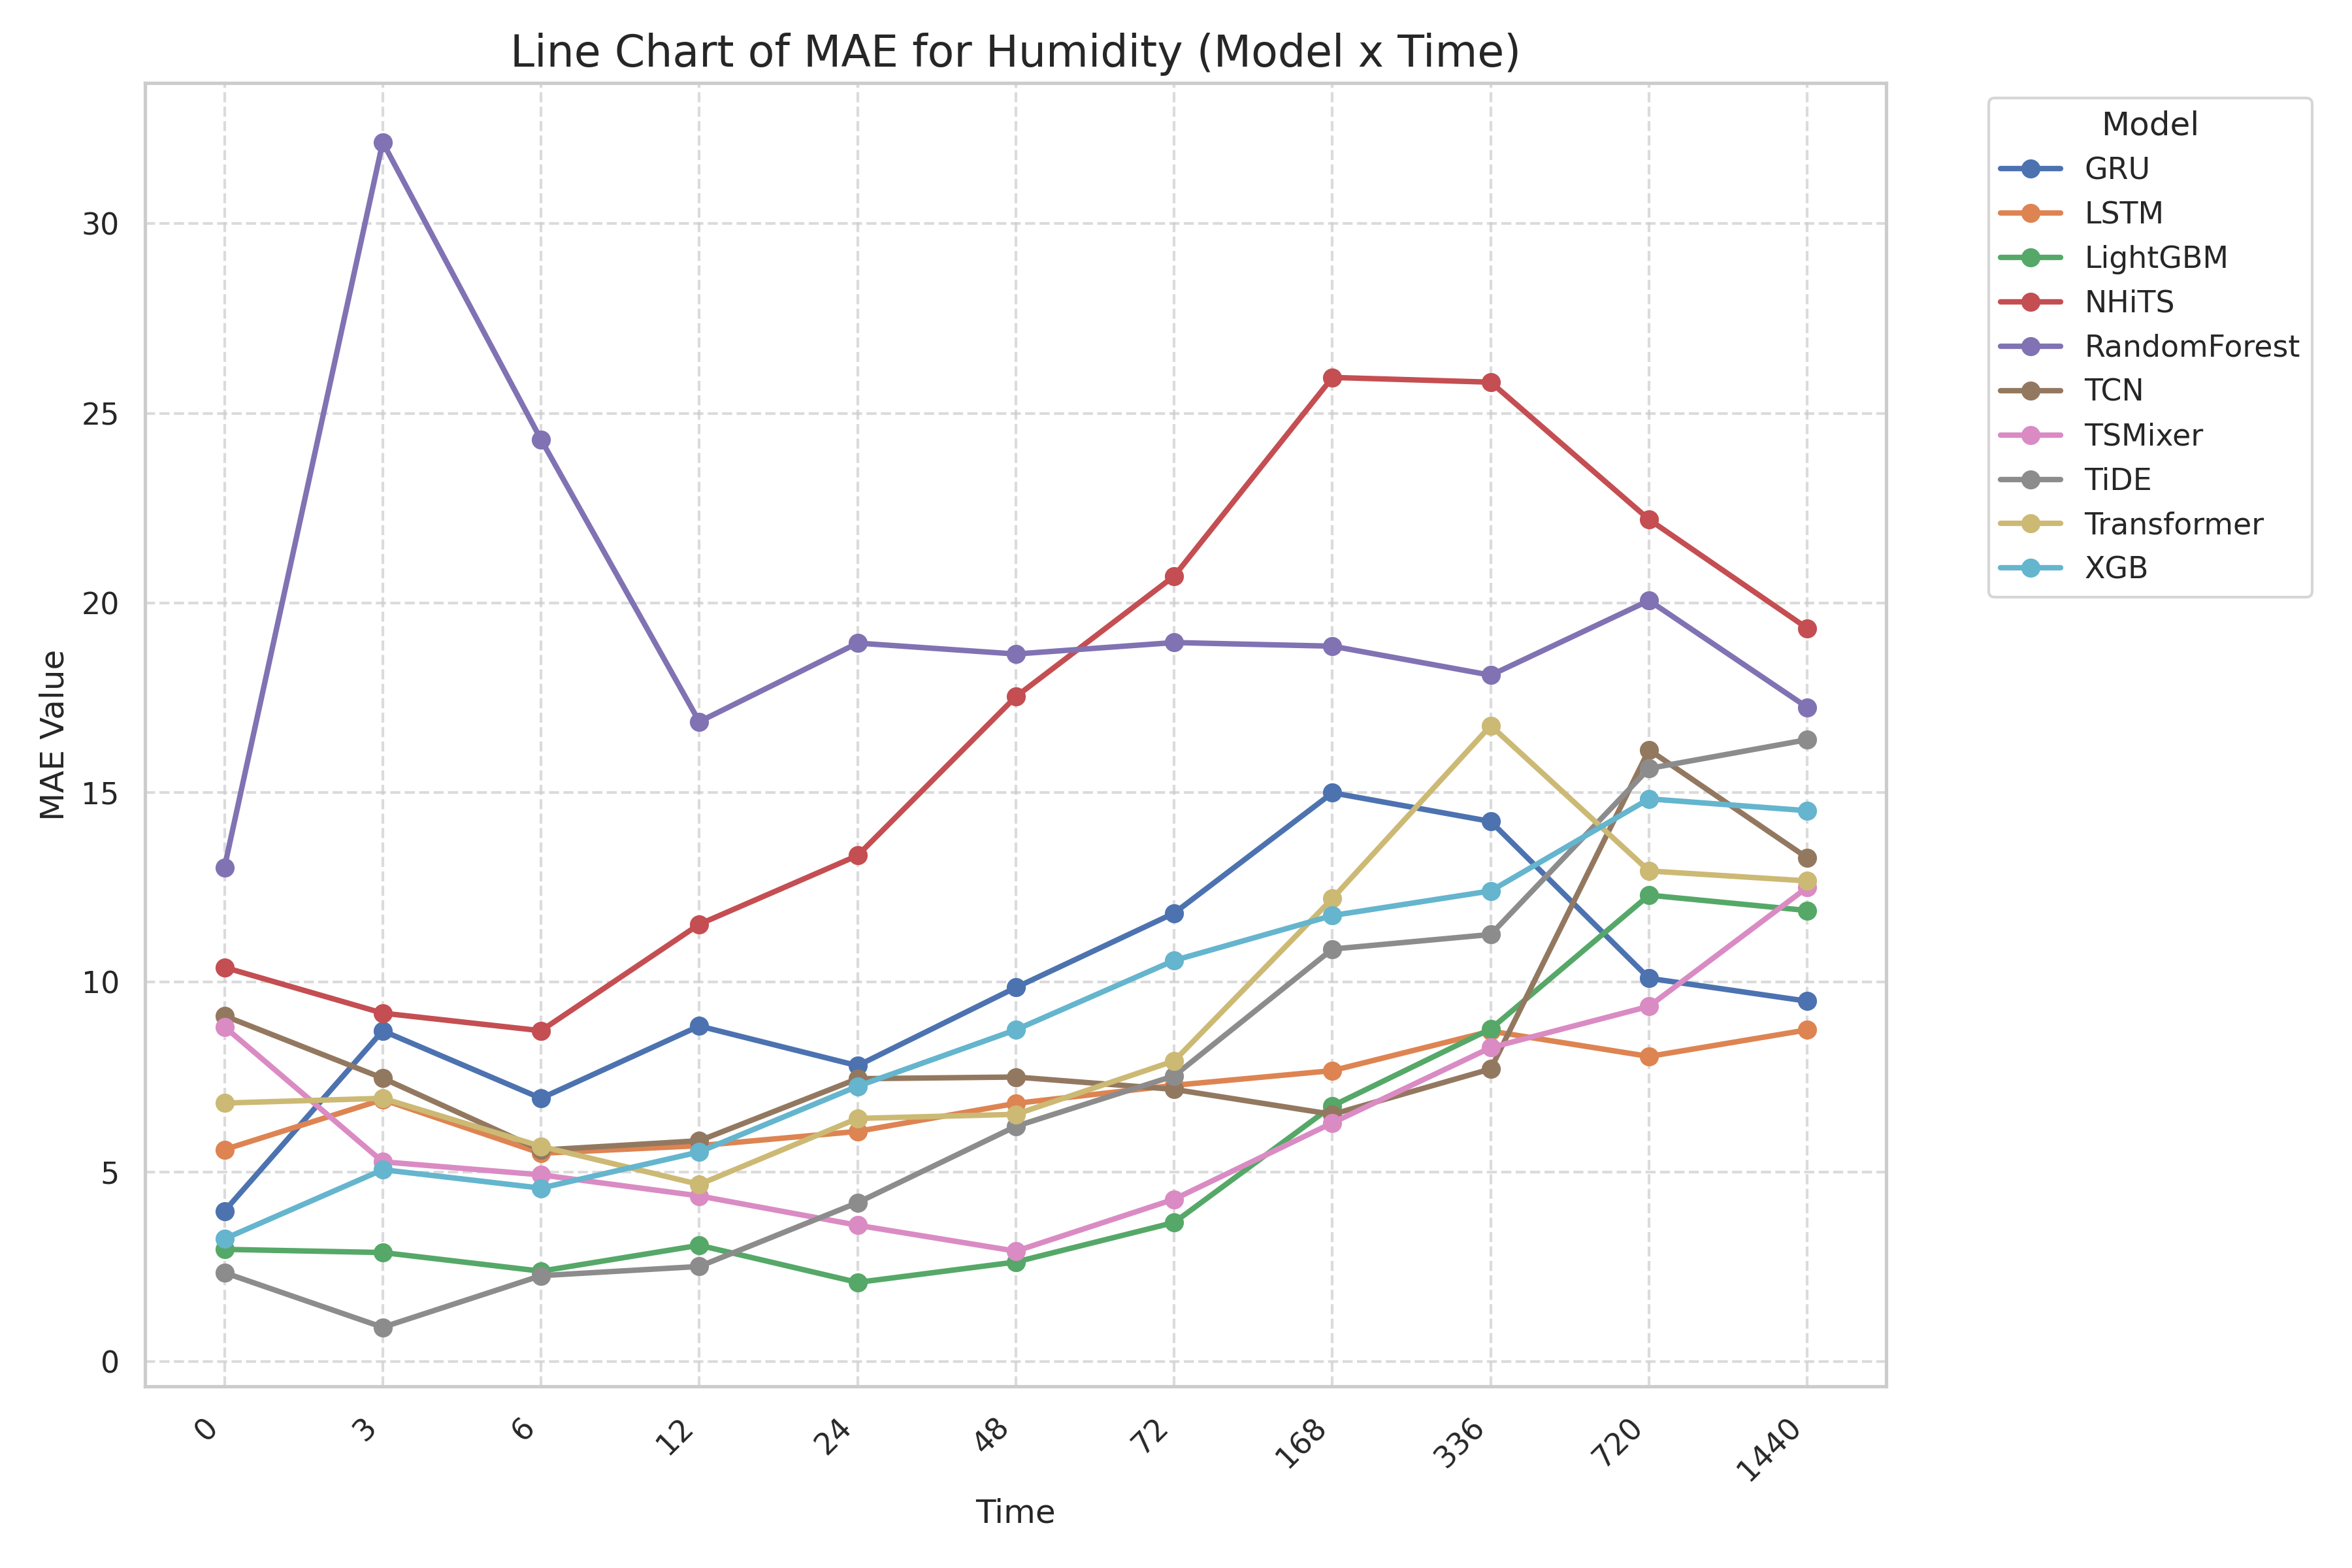 Line Chart of MAE for Humidity (Model x Time)
Model
GRU
LSTM
LightGBM
NHiTS
RandomForest
TCN
TSMixer
TiDE
Transformer
XGB
MAE Value
30
25
20
15
10
5
0
0
3
6
12
24
48
72
168
336
720
1440
Time